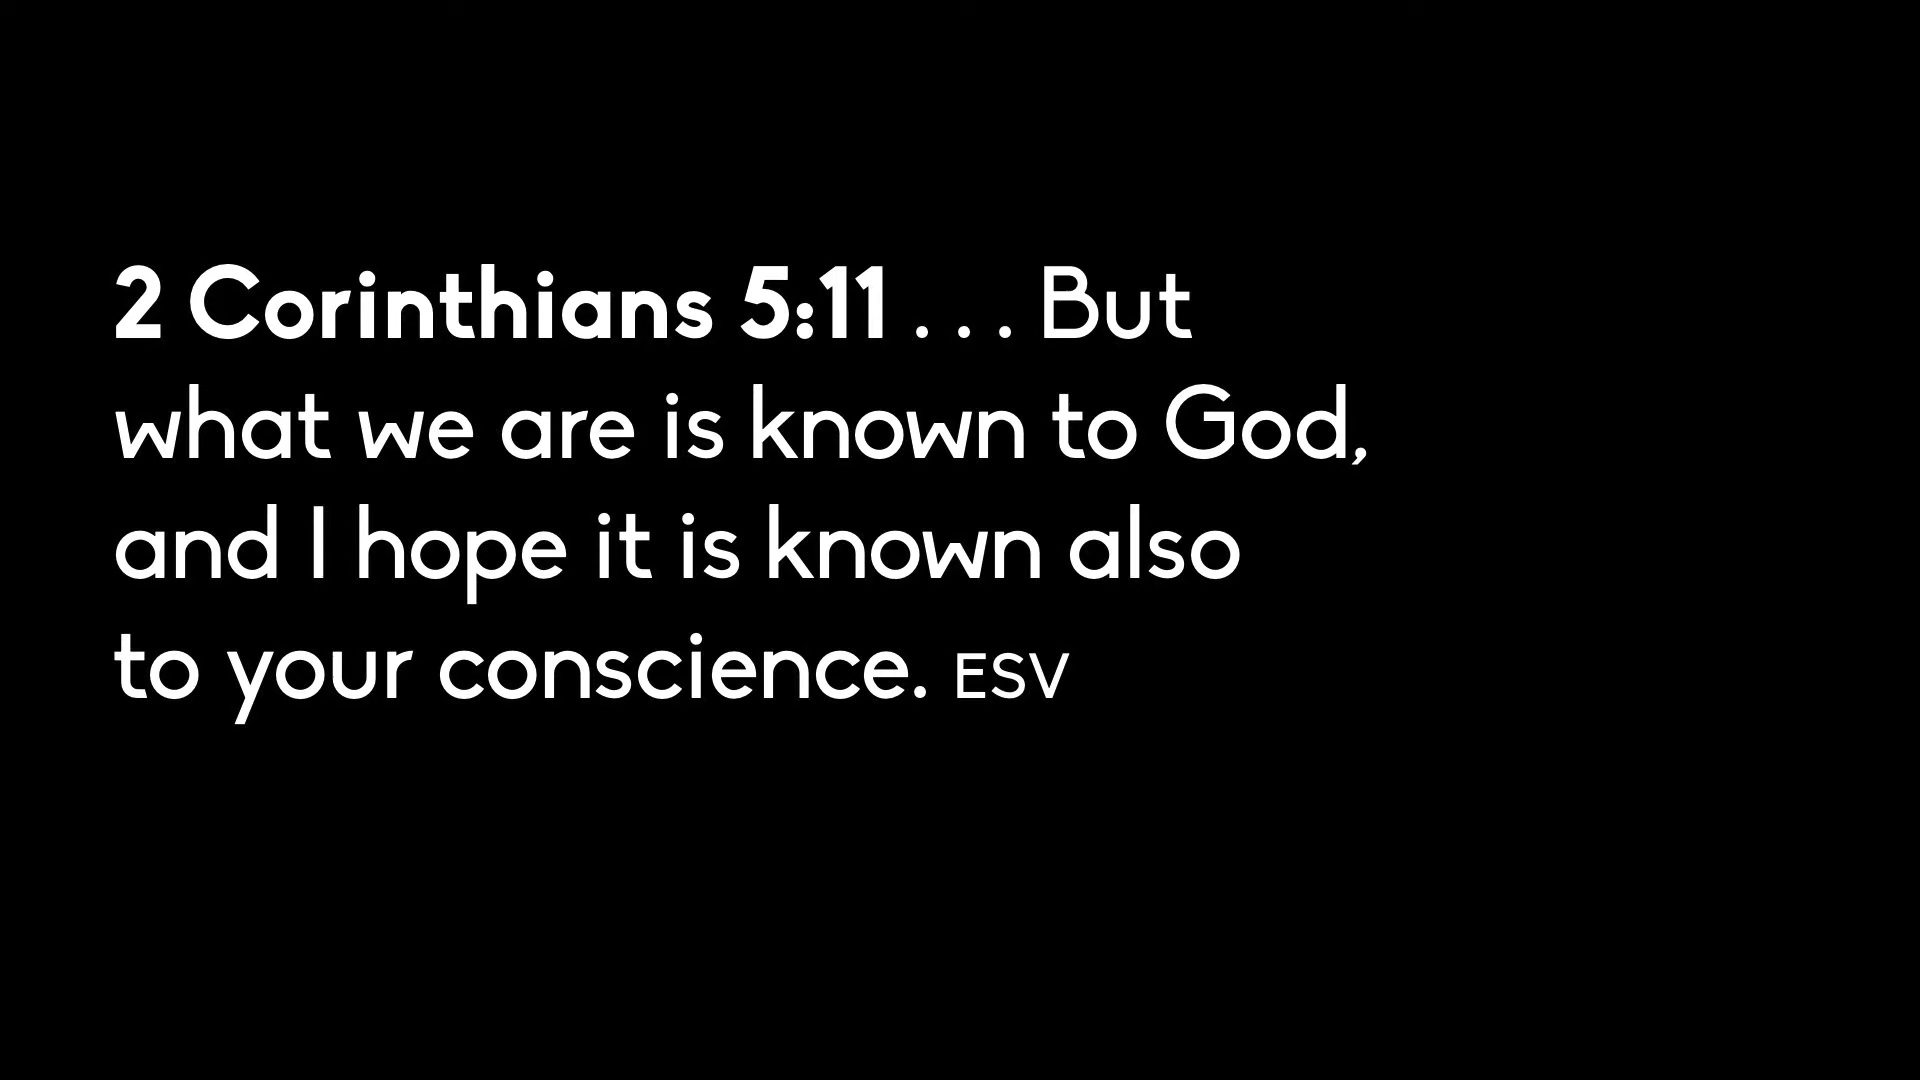 2 Corinthians 5:11 . . . But
what we are is known to God,
and I hope it is known also
to your conscience. ESV